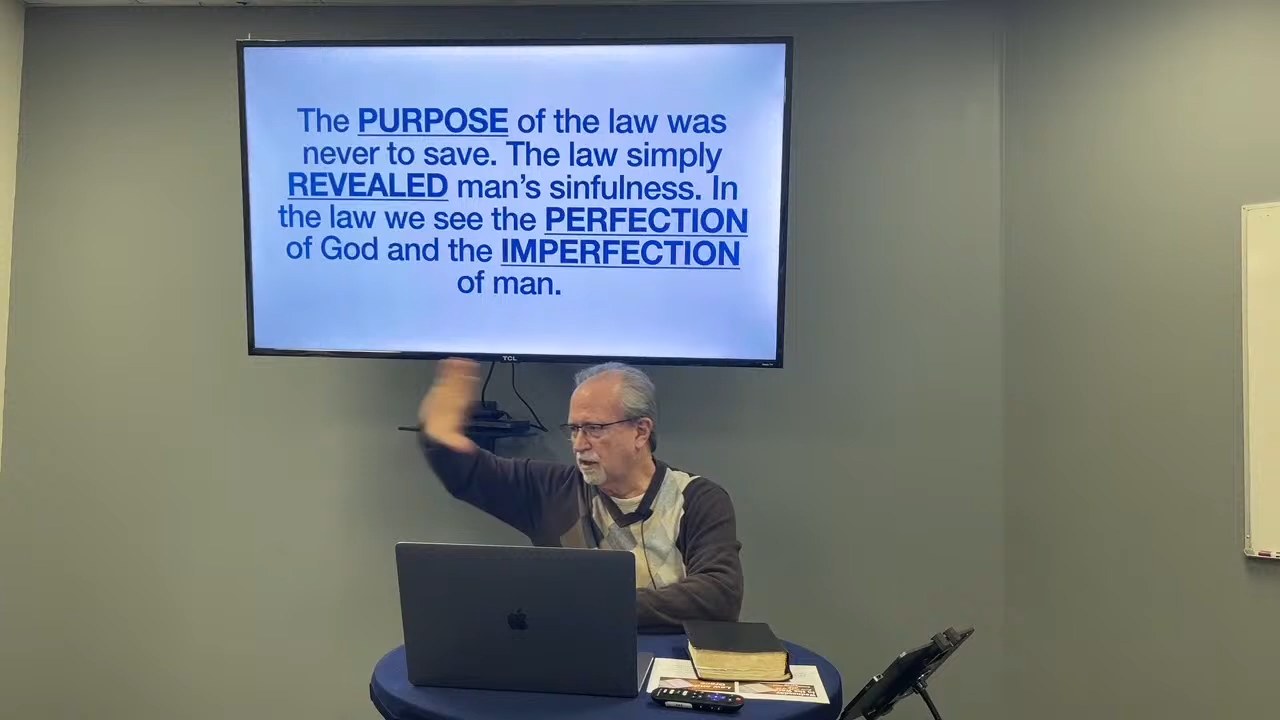 The PURPOSE of the law was
never to save. The law simply
REVEALED man's sinfulness. In
the law we see the PERFECTION
of God and the IMPERFECTION
of man.
TCL